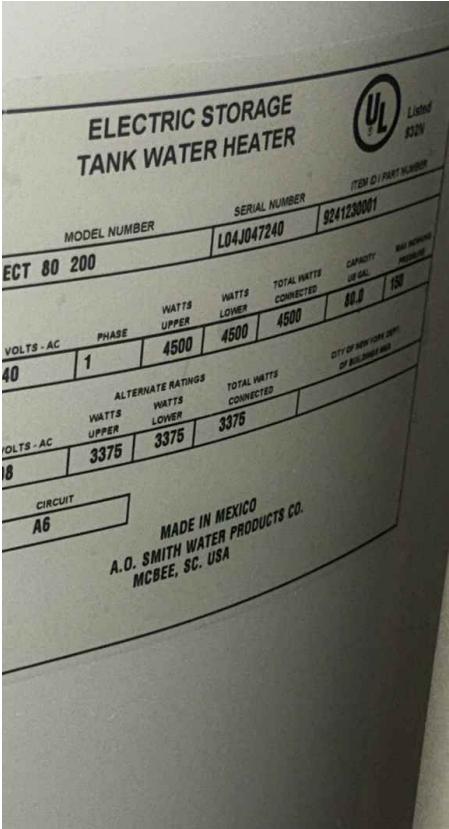 ELECTRIC STORAGE
TANK WATER HEATER
UL
®
Listed
932N
MODEL NUMBER
SERIAL NUMBER
ITEM ID / PART NUMBER
ECT 80 200
L04J047240
9241230001
VOLTS - AC
PHASE
WATTS
UPPER
WATTS
LOWER
TOTAL WATTS
CONNECTED
CAPACITY
US GAL.
MAX WORKING
PRESSURE
40
1
4500
4500
4500
80.0
150
ALTERNATE RATINGS
VOLTS - AC
WATTS
UPPER
WATTS
LOWER
TOTAL WATTS
CONNECTED
CITY OF NEW YORK DEPT.
OF BUILDINGS MEA
08
3375
3375
3375
CIRCUIT
A6
MADE IN MEXICO
A.O. SMITH WATER PRODUCTS CO.
MCBEE, SC. USA